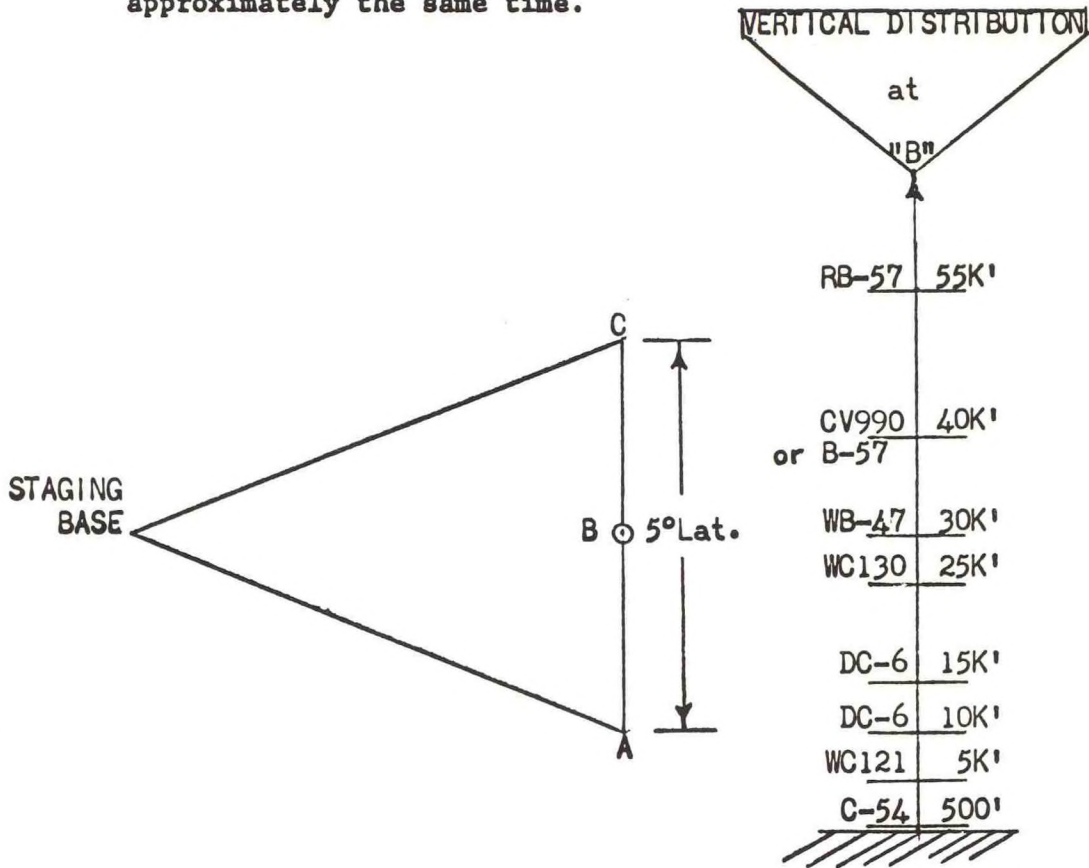 approximately the same time.
VERTICAL DISTRIBUTION
at
"B"
RB-57 55K'
C
CV990 40K'
or B-57
STAGING
BASE
B 5°Lat.
WB-47 30K'
WC130 25K'
DC-6 15K'
DC-6 10K'
A
WC121 5K'
C-54 500'